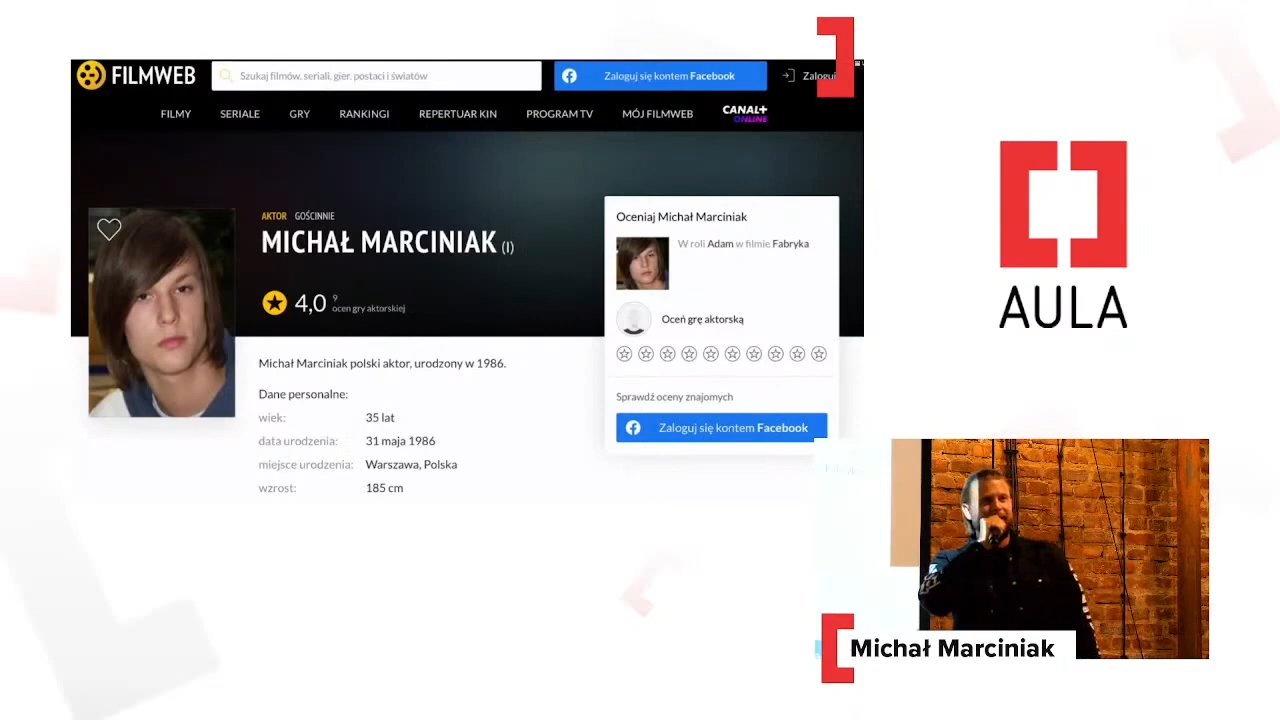 FILMWEB
Szukaj filmów, seriali, gier, postaci i światów
Zaloguj się kontem Facebook
Zaloguj
FILMY SERIALE GRY RANKINGI REPERTUAR KIN PROGRAM TV MÓJ FILMWEB CANAL+ ONLINE
AKTOR GOŚCINNIE
MICHAŁ MARCINIAK (I)
4,0 9 ocen gry aktorskiej
Michał Marciniak polski aktor, urodzony w 1986.
Dane personalne:
wiek: 35 lat
data urodzenia: 31 maja 1986
miejsce urodzenia: Warszawa, Polska
wzrost: 185 cm
Oceniaj Michał Marciniak
W roli Adam w filmie Fabryka
Oceń grę aktorską
Sprawdź oceny znajomych
Zaloguj się kontem Facebook
AULA
Michał Marciniak